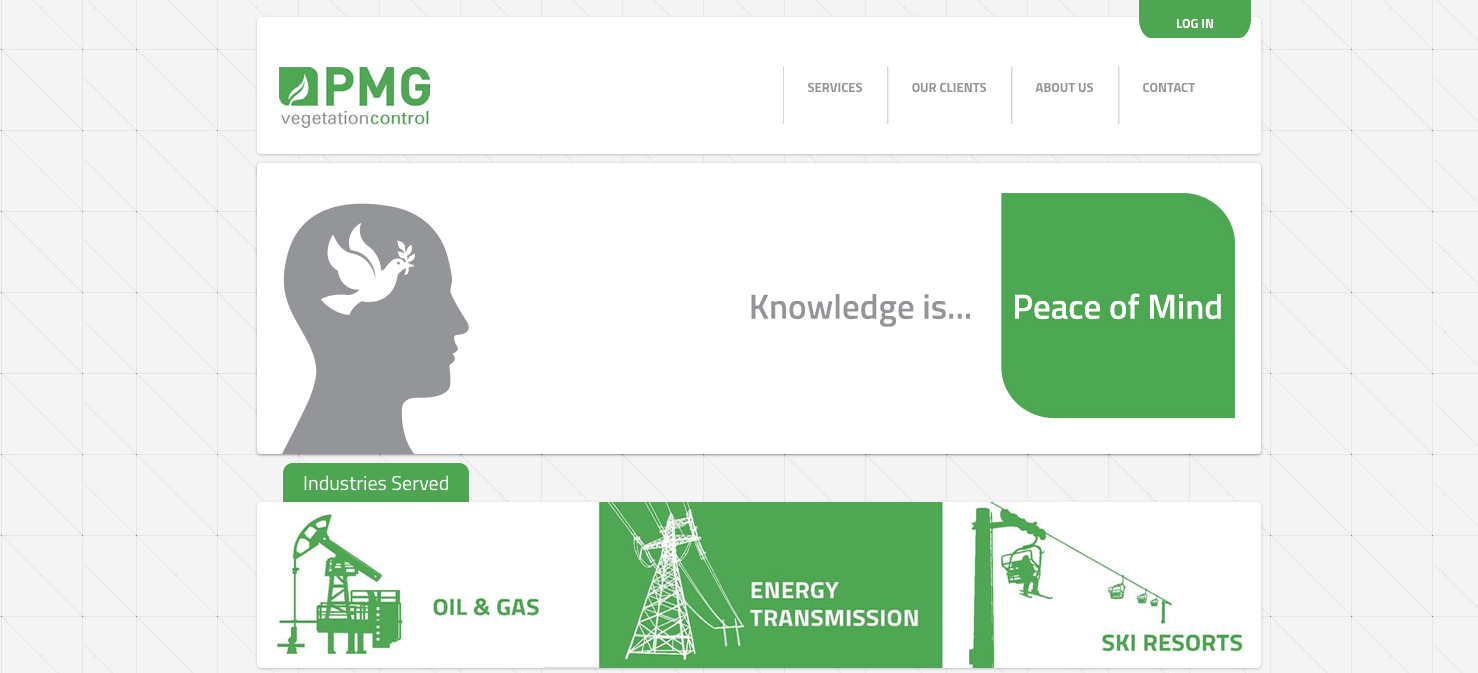 LOG IN
PMG
vegetationcontrol
SERVICES
OUR CLIENTS
ABOUT US
CONTACT
Knowledge is...
Peace of Mind
Industries Served
OIL & GAS
ENERGY
TRANSMISSION
SKI RESORTS